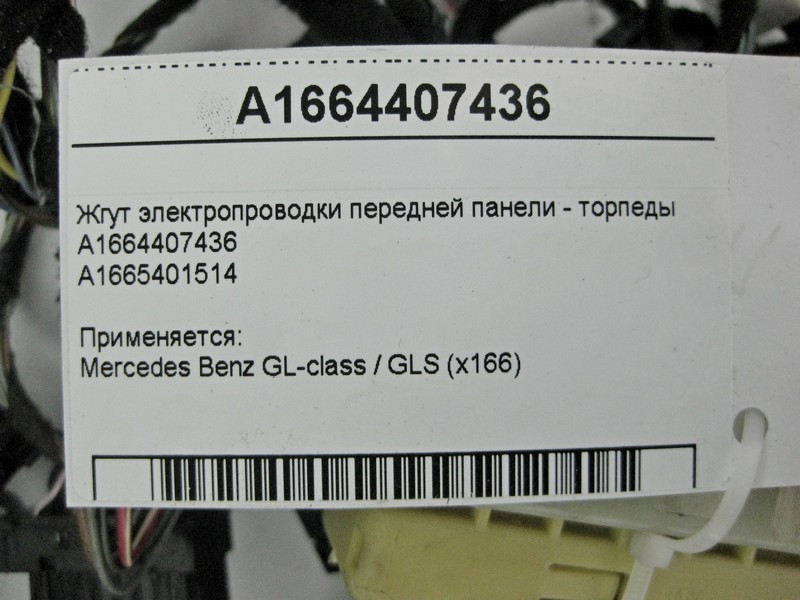 A1664407436
Жгут электропроводки передней панели - торпеды
A1664407436
A1665401514
Применяется:
Mercedes Benz GL-class / GLS (x166)